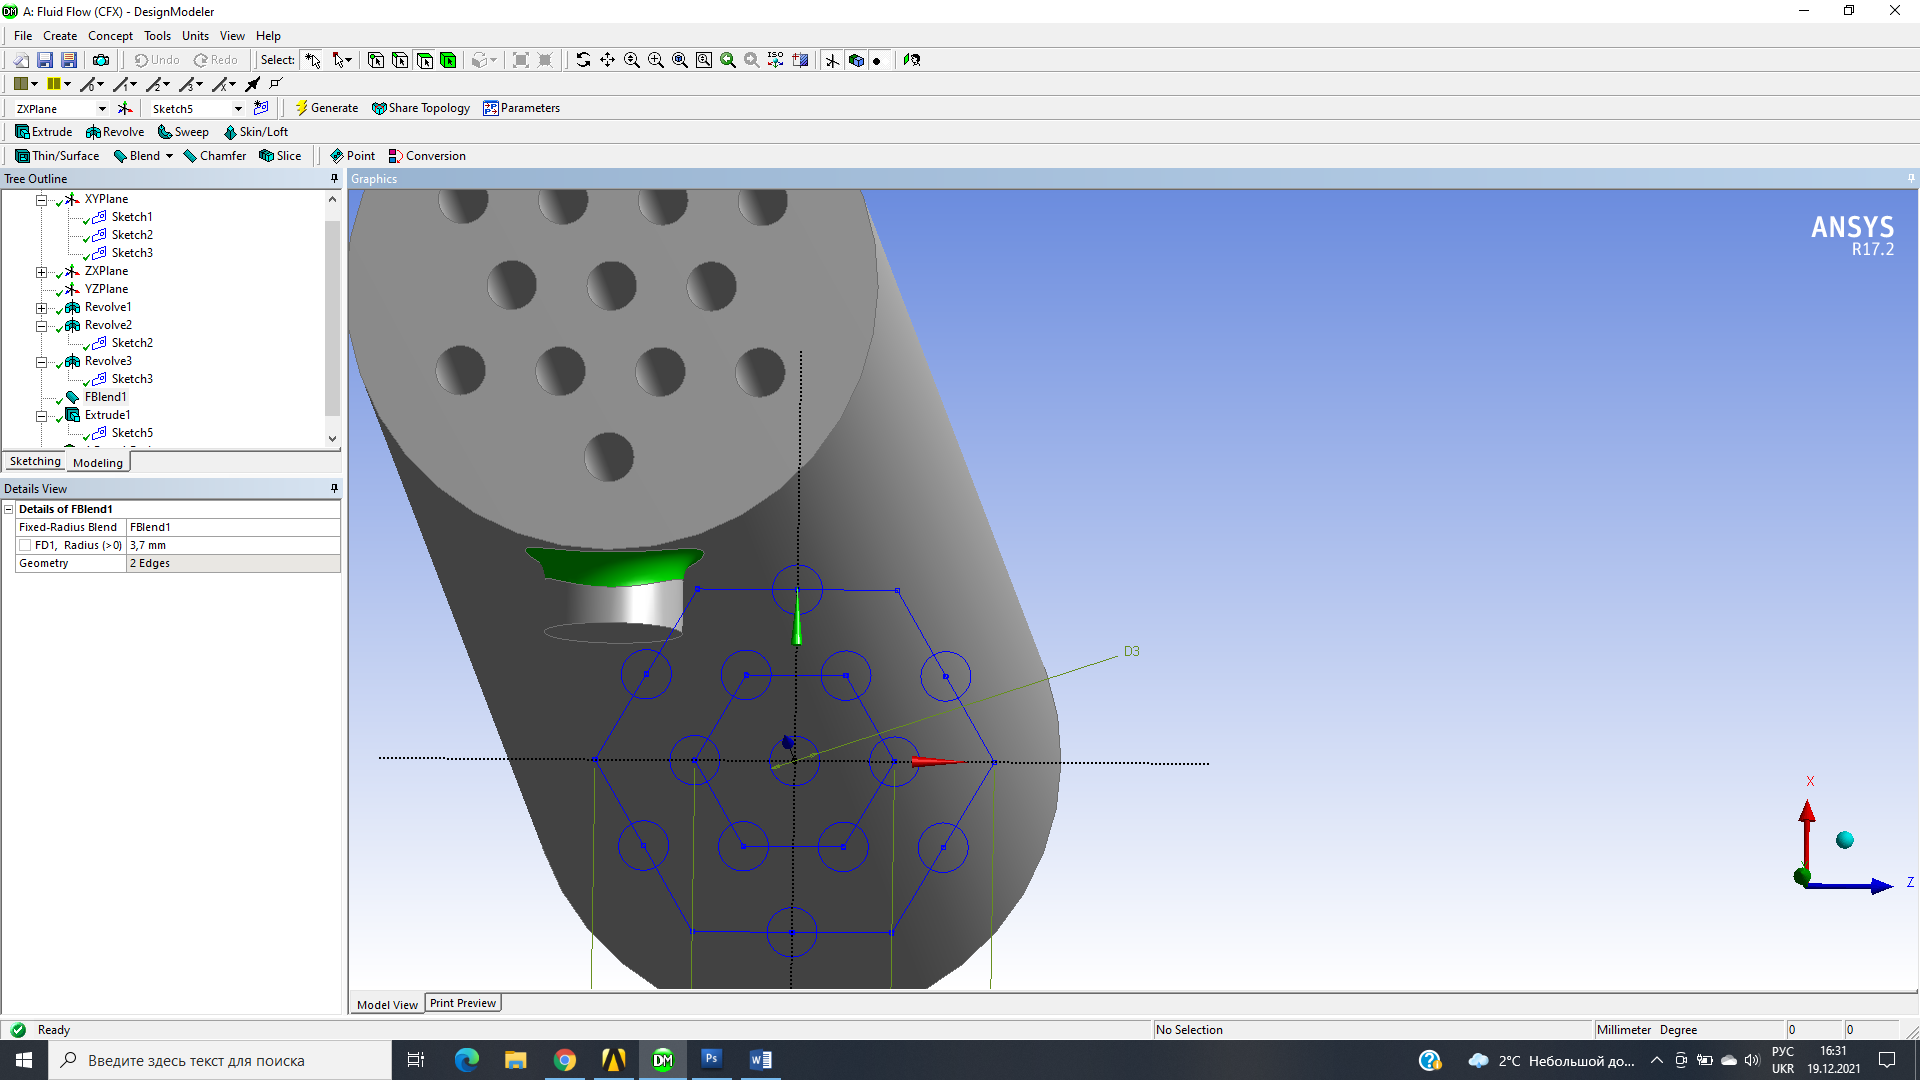 A: Fluid Flow (CFX) - DesignModeler
File Create Concept Tools Units View Help
Undo Redo Select: ISO
ZXPlane Sketch5 Generate Share Topology Parameters
Extrude Revolve Sweep Skin/Loft
Thin/Surface Blend Chamfer Slice Point Conversion
Tree Outline
XYPlane
Sketch1
Sketch2
Sketch3
ZXPlane
YZPlane
Revolve1
Revolve2
Sketch2
Revolve3
Sketch3
FBlend1
Extrude1
Sketch5
Sketching Modeling
Details View
Details of FBlend1
Fixed-Radius Blend FBlend1
FD1, Radius (>0) 3,7 mm
Geometry 2 Edges
Graphics
ANSYS
R17.2
D3
X
Z
Model View Print Preview
Ready No Selection Millimeter Degree 0 0
Введите здесь текст для поиска
DM
Ps
2°C Небольшой до...
РУС
UKR
16:31
19.12.2021